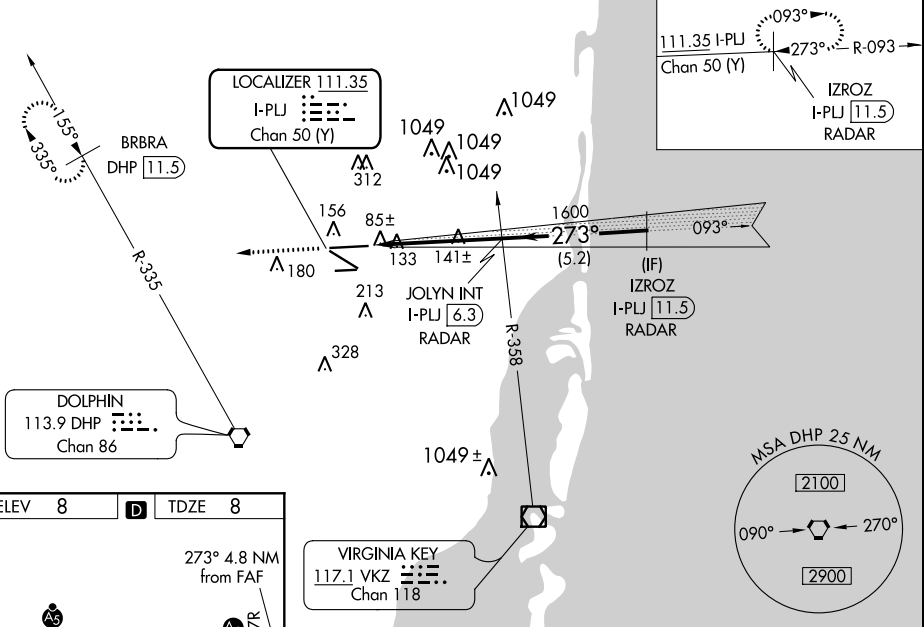 093°
111.35 I-PLJ
273°
R-093
Chan 50 (Y)
IZROZ
I-PLJ 11.5
RADAR
LOCALIZER 111.35
I-PLJ
Chan 50 (Y)
1049
1049
1049
1049
312
155°
335°
BRBRA
DHP 11.5
R-335
156
85±
133
141±
180
1600
273°
(5.2)
093°
(IF)
IZROZ
I-PLJ 11.5
RADAR
JOLYN INT
I-PLJ 6.3
RADAR
R-358
213
328
DOLPHIN
113.9 DHP
Chan 86
1049 ±
MSA DHP 25 NM
2100
090°
270°
2900
ELEV 8
D
TDZE 8
273° 4.8 NM
from FAF
A5
VIRGINIA KEY
117.1 VKZ
Chan 118